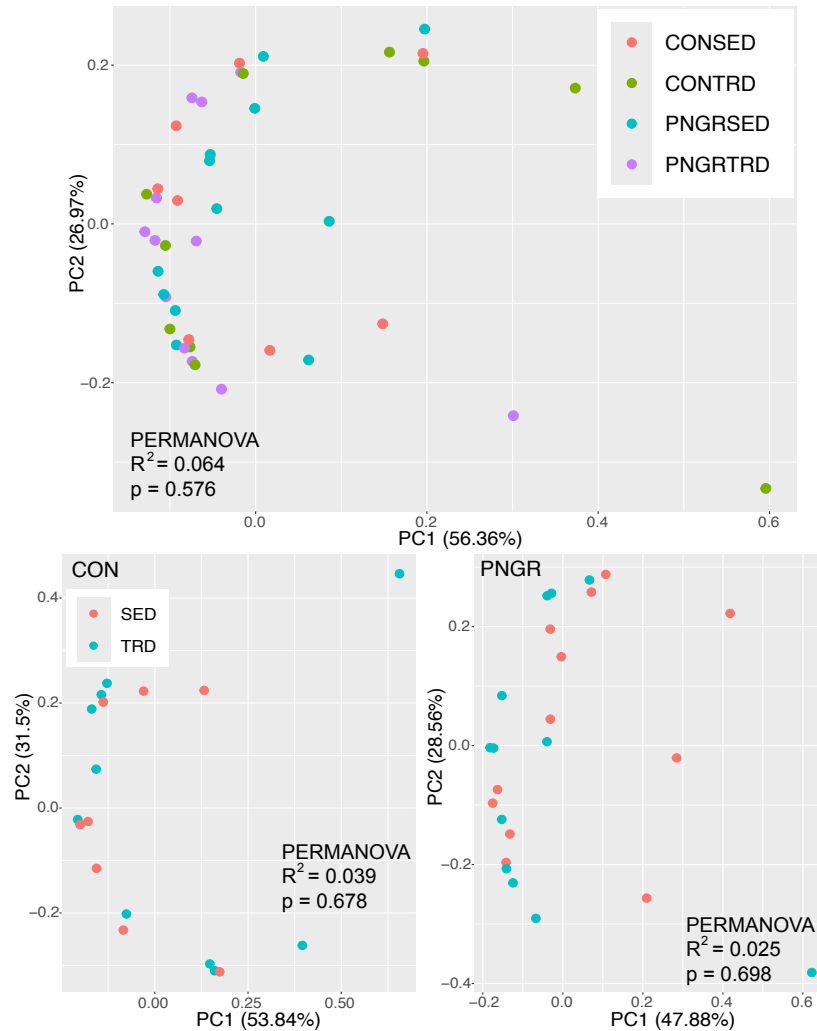 CONSED
CONTRD
PNGRSED
PNGRTRD
PC2 (26.97%)
0.2
0.0
−0.2
PERMANOVA
R2 = 0.064
p = 0.576
0.0 0.2 0.4 0.6
PC1 (56.36%)
CON
SED
TRD
PC2 (31.5%)
0.4
0.2
0.0
−0.2
PERMANOVA
R2 = 0.039
p = 0.678
0.00 0.25 0.50
PC1 (53.84%)
PNGR
PC2 (28.56%)
0.2
0.0
−0.2
−0.4
PERMANOVA
R2 = 0.025
p = 0.698
−0.2 0.0 0.2 0.4 0.6
PC1 (47.88%)